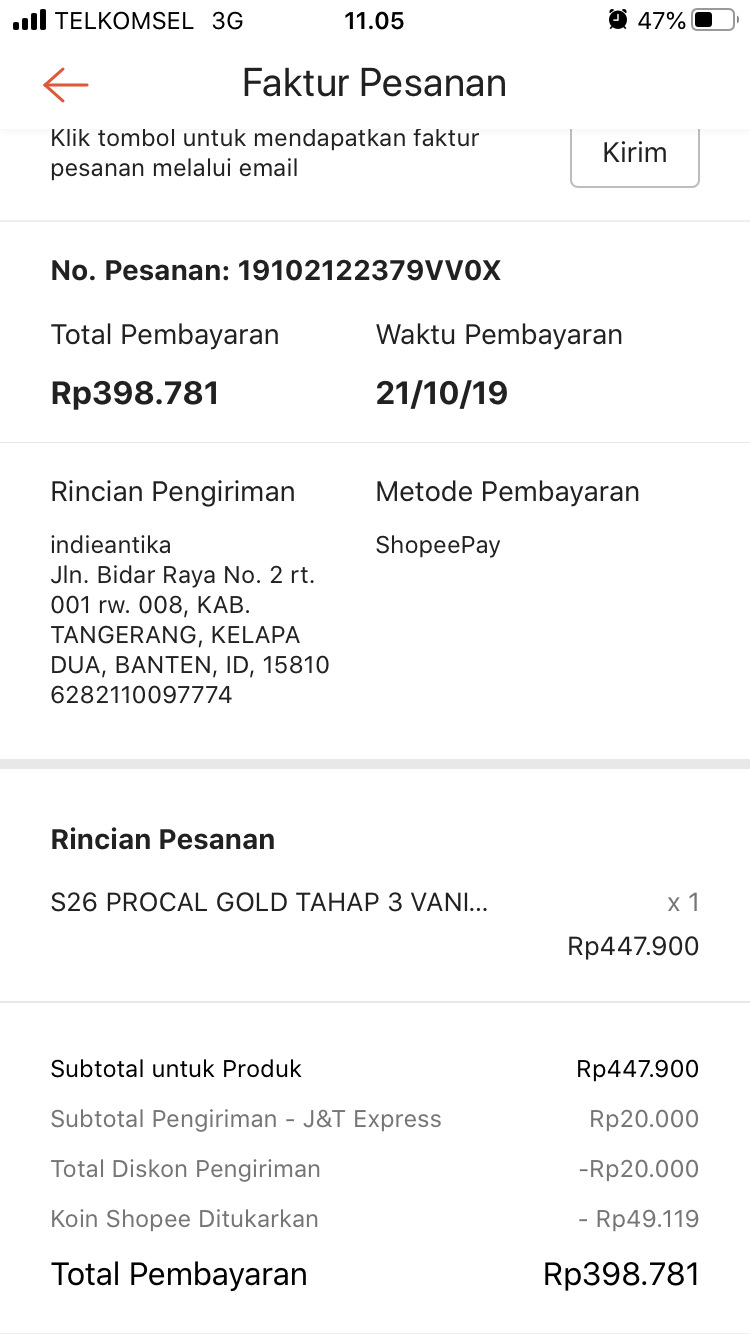 TELKOMSEL 3G 11.05 47%
Faktur Pesanan
Klik tombol untuk mendapatkan faktur
pesanan melalui email
Kirim
No. Pesanan: 19102122379VV0X
Total Pembayaran Waktu Pembayaran
Rp398.781 21/10/19
Rincian Pengiriman Metode Pembayaran
indieantika ShopeePay
Jln. Bidar Raya No. 2 rt.
001 rw. 008, KAB.
TANGERANG, KELAPA
DUA, BANTEN, ID, 15810
6282110097774
Rincian Pesanan
S26 PROCAL GOLD TAHAP 3 VANI... x 1
Rp447.900
Subtotal untuk Produk Rp447.900
Subtotal Pengiriman - J&T Express Rp20.000
Total Diskon Pengiriman -Rp20.000
Koin Shopee Ditukarkan - Rp49.119
Total Pembayaran Rp398.781